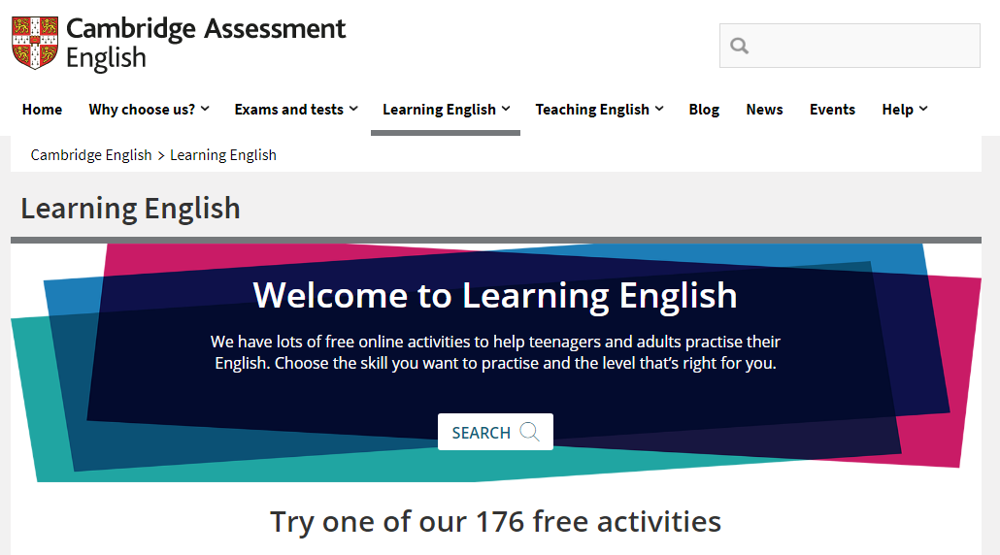 Cambridge Assessment
English
Home Why choose us? Exams and tests Learning English Teaching English Blog News Events Help
Cambridge English > Learning English
Learning English
Welcome to Learning English
We have lots of free online activities to help teenagers and adults practise their
English. Choose the skill you want to practise and the level that's right for you.
SEARCH
Try one of our 176 free activities